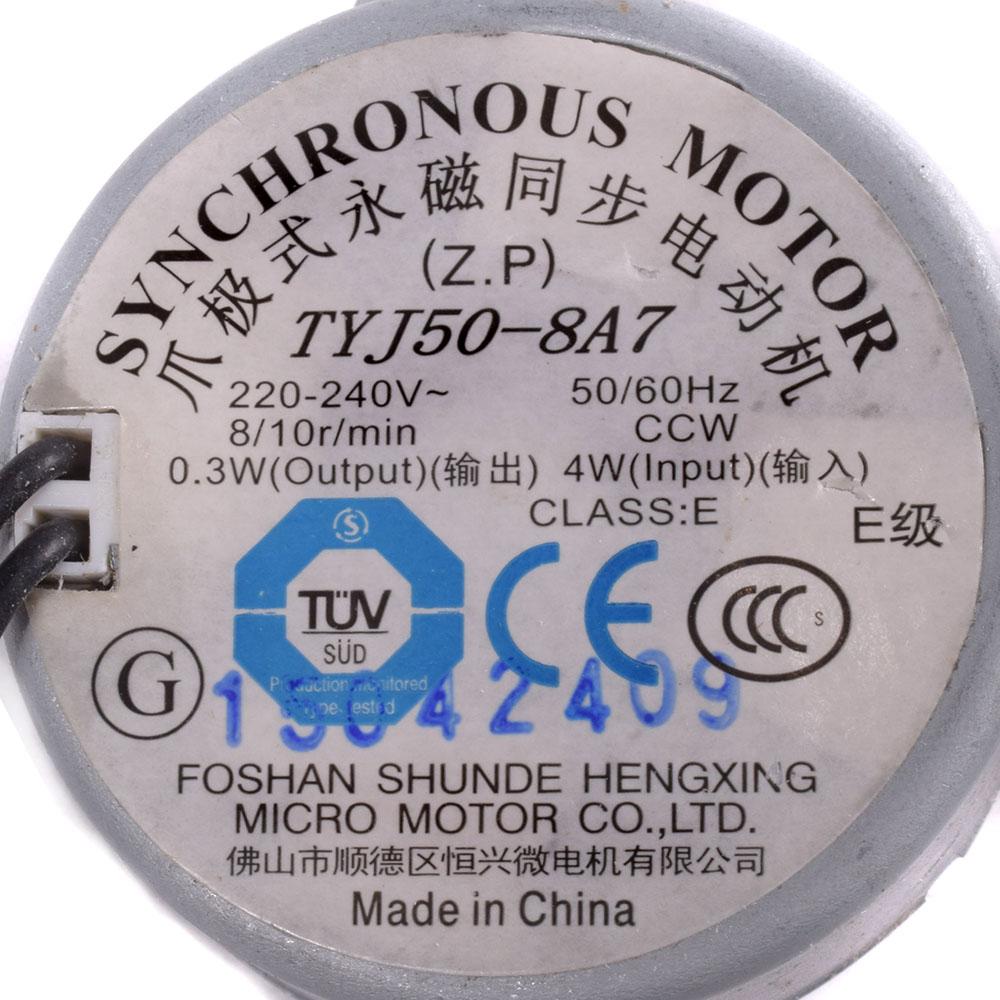 SYNCHRONOUS MOTOR
爪极式永磁同步电动机
(Z.P)
TYJ50-8A7
220-240V~ 50/60Hz
8/10r/min CCW
0.3W(Output)(输出) 4W(Input)(输入)
CLASS:E E级
S
TÜV
SÜD
Production monitored
Type tested
CE
CCC S
G
15042409
FOSHAN SHUNDE HENGXING
MICRO MOTOR CO.,LTD.
佛山市顺德区恒兴微电机有限公司
Made in China